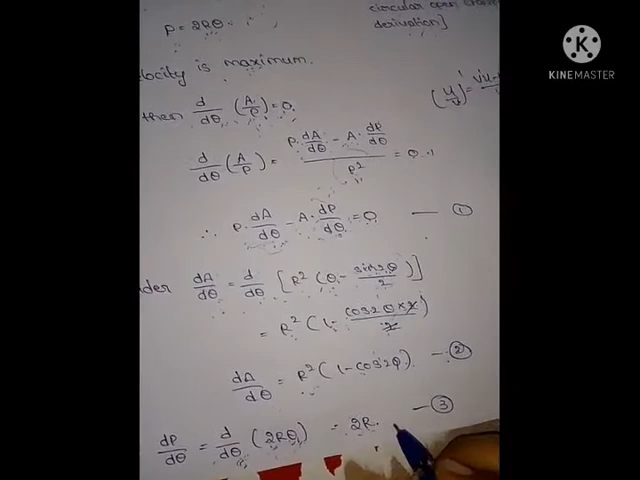 circular open channel
P = 2Rθ.
derivation]
velocity is maximum.
KINEMASTER
then d/dθ (A/P) = 0.
(u/v)' =
d/dθ (A/P) = (P. dA/dθ - A. dP/dθ) / P² = 0.
∴ P. dA/dθ - A. dP/dθ = 0 — ①
dA/dθ = d/dθ [R² (θ - sin2θ/2)]
= R² (1 - cos2θ × 2/2)
dA/dθ = R² (1 - cos2θ). — ②
dP/dθ = d/dθ (2Rθ) = 2R. — ③